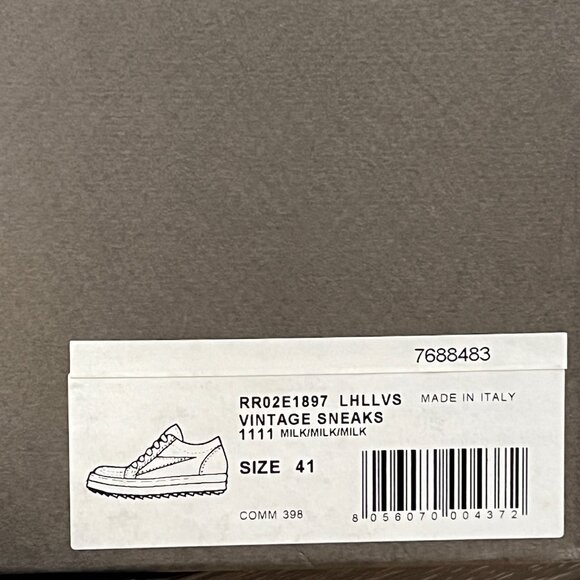 7688483
RR02E1897 LHLLVS MADE IN ITALY
VINTAGE SNEAKS
1111 MILK/MILK/MILK
SIZE 41
COMM 398
8 056070 004372